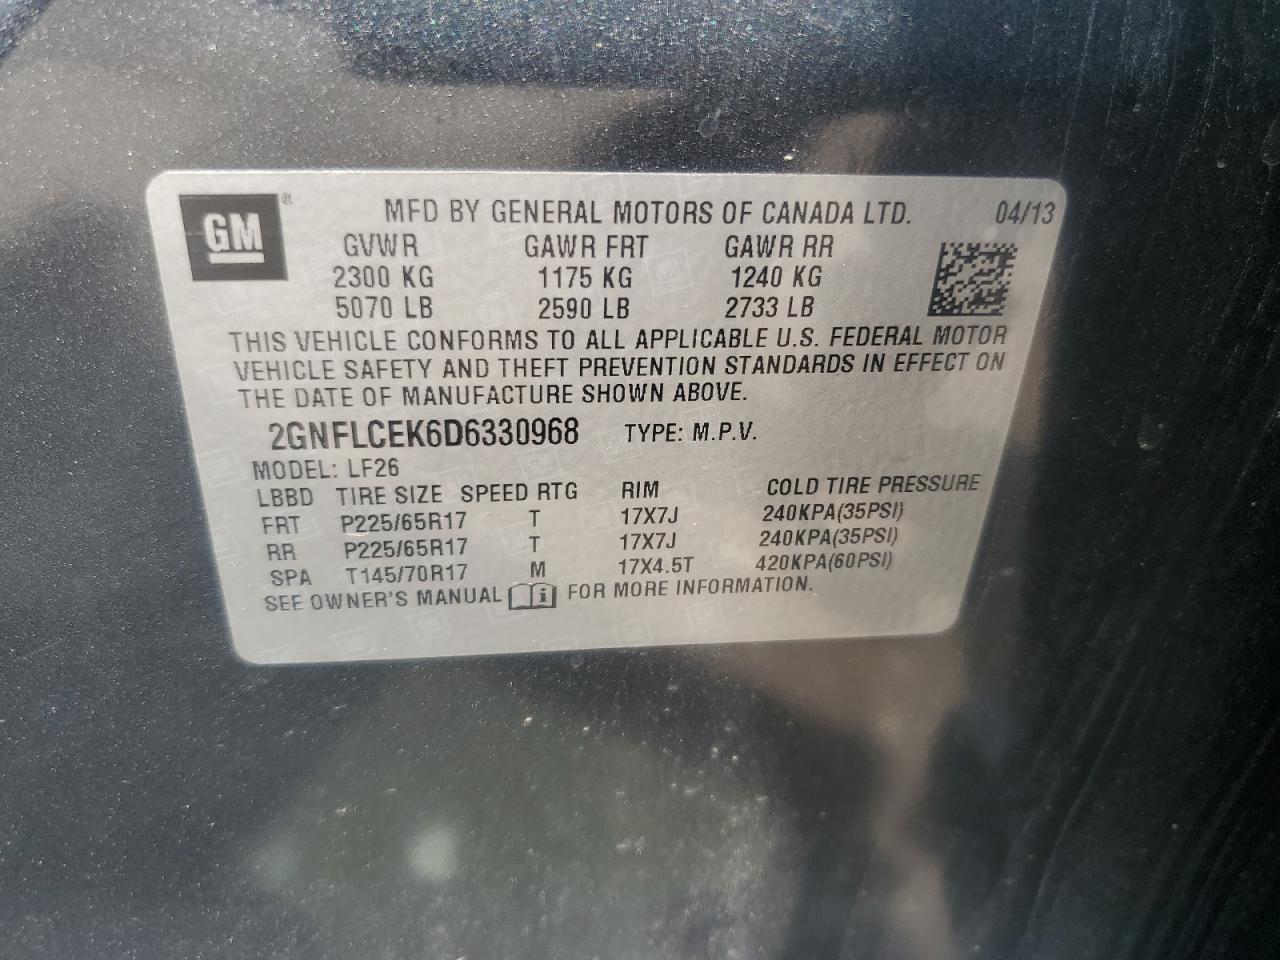 GM ®
MFD BY GENERAL MOTORS OF CANADA LTD. 04/13
GVWR GAWR FRT GAWR RR
2300 KG 1175 KG 1240 KG
5070 LB 2590 LB 2733 LB
THIS VEHICLE CONFORMS TO ALL APPLICABLE U.S. FEDERAL MOTOR
VEHICLE SAFETY AND THEFT PREVENTION STANDARDS IN EFFECT ON
THE DATE OF MANUFACTURE SHOWN ABOVE.
2GNFLCEK6D6330968 TYPE: M.P.V.
MODEL: LF26
LBBD TIRE SIZE SPEED RTG RIM COLD TIRE PRESSURE
FRT P225/65R17 T 17X7J 240KPA(35PSI)
RR P225/65R17 T 17X7J 240KPA(35PSI)
SPA T145/70R17 M 17X4.5T 420KPA(60PSI)
SEE OWNER'S MANUAL i FOR MORE INFORMATION.